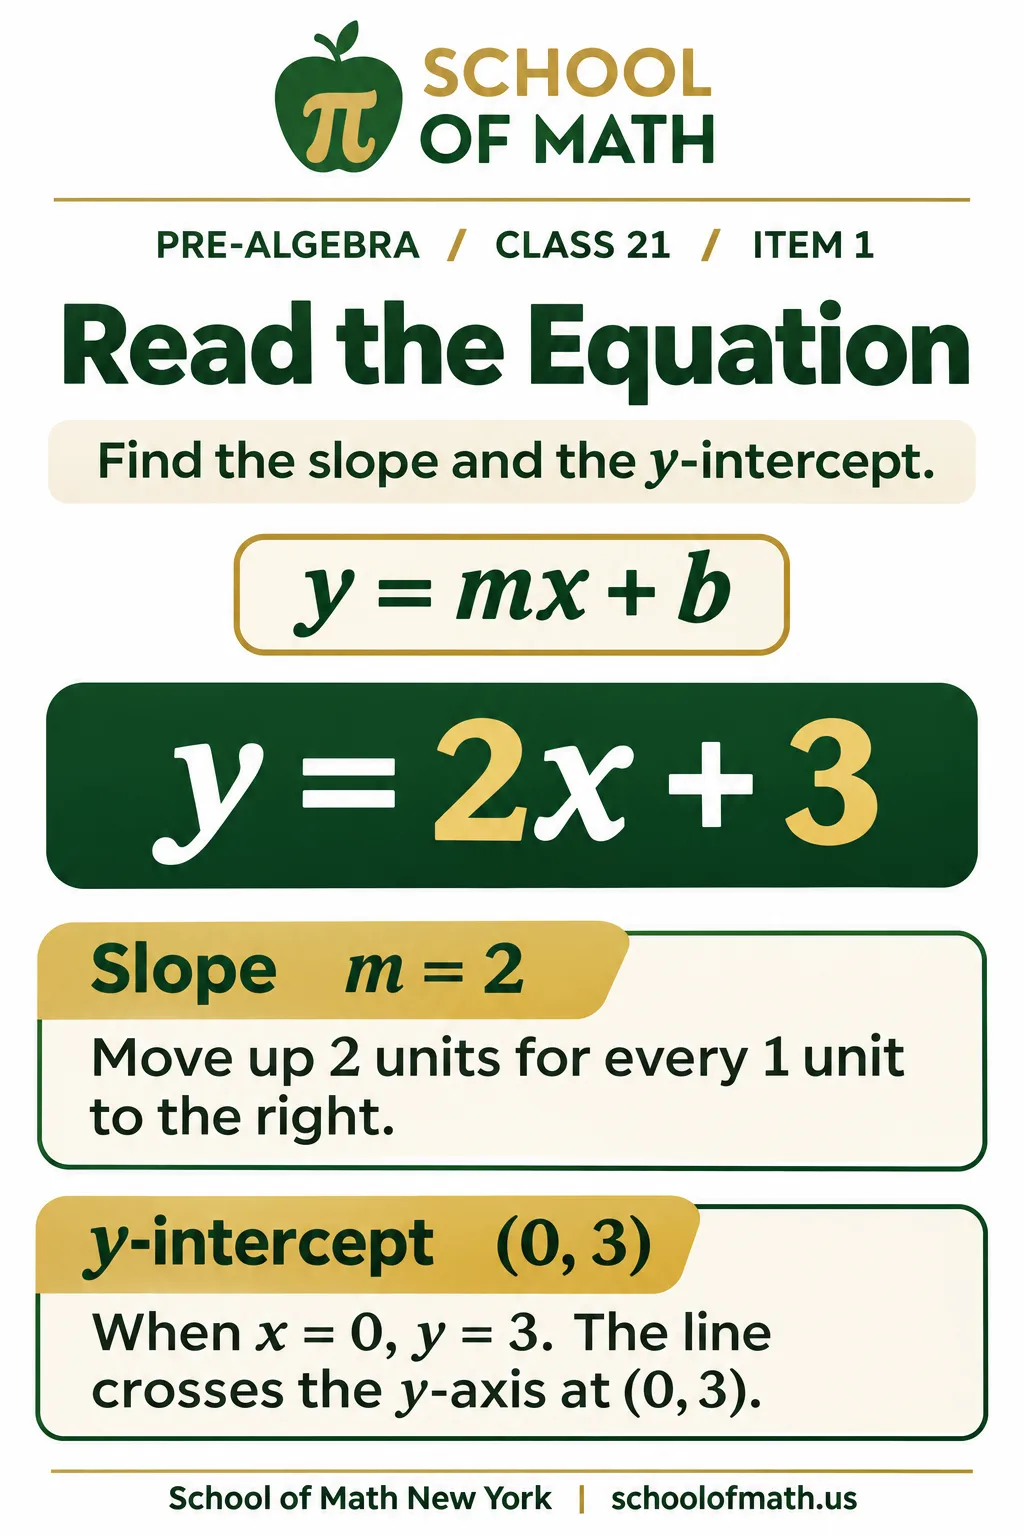 π
SCHOOL
OF MATH
PRE-ALGEBRA / CLASS 21 / ITEM 1
Read the Equation
Find the slope and the y-intercept.
y = mx + b
y = 2x + 3
Slope m = 2
Move up 2 units for every 1 unit
to the right.
y-intercept (0, 3)
When x = 0, y = 3. The line
crosses the y-axis at (0, 3).
School of Math New York | schoolofmath.us